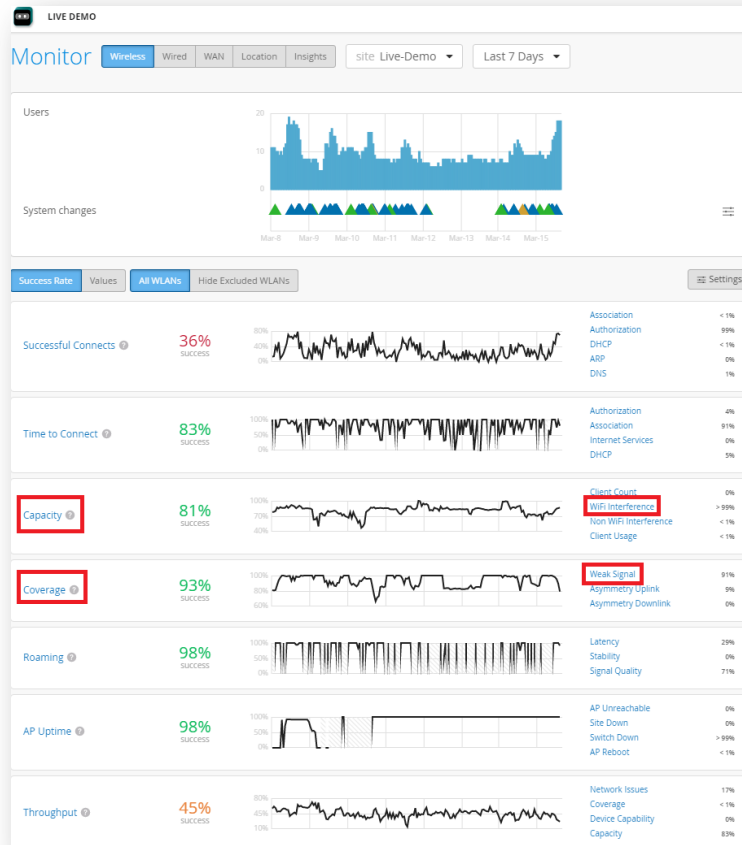 LIVE DEMO
Monitor Wireless Wired WAN Location Insights site Live-Demo Last 7 Days
Users
20
10
0
System changes
Mar-8 Mar-9 Mar-10 Mar-11 Mar-12 Mar-13 Mar-14 Mar-15
Success Rate Values All WLANs Hide Excluded WLANs Settings
Successful Connects ?
36%
success
80%
40%
0%
Association < 1%
Authorization 99%
DHCP < 1%
ARP 0%
DNS 1%
Time to Connect ?
83%
success
100%
50%
0%
Authorization 4%
Association 91%
Internet Services 0%
DHCP 5%
Capacity ?
81%
success
100%
70%
40%
Client Count 0%
WiFi Interference > 99%
Non WiFi Interference < 1%
Client Usage < 1%
Coverage ?
93%
success
100%
80%
60%
Weak Signal 91%
Asymmetry Uplink 9%
Asymmetry Downlink 0%
Roaming ?
98%
success
100%
50%
0%
Latency 29%
Stability 0%
Signal Quality 71%
AP Uptime ?
98%
success
100%
50%
0%
AP Unreachable 0%
Site Down 0%
Switch Down > 99%
AP Reboot < 1%
Throughput ?
45%
success
80%
45%
10%
Network Issues 17%
Coverage < 1%
Device Capability 0%
Capacity 83%